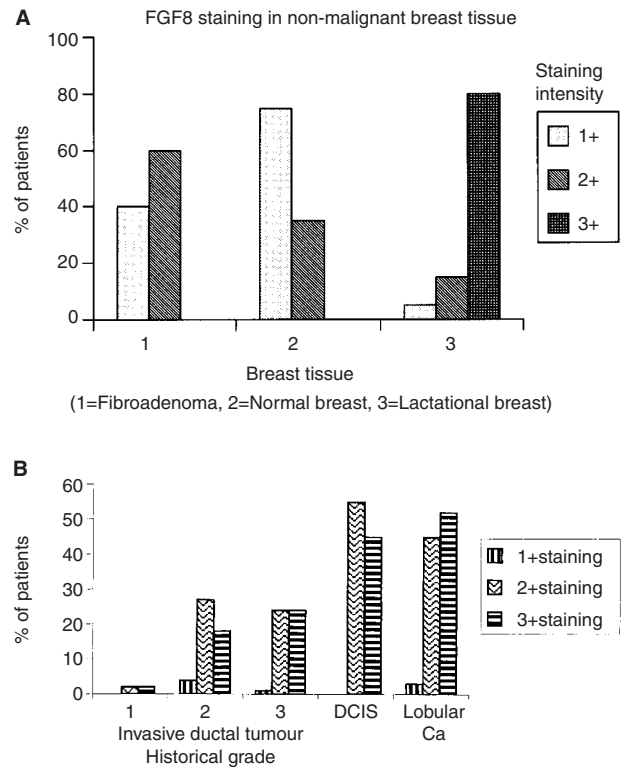 A
FGF8 staining in non-malignant breast tissue
100
80
60
40
20
0
% of patients
1
2
3
Breast tissue
(1=Fibroadenoma, 2=Normal breast, 3=Lactational breast)
Staining
intensity
1+
2+
3+
B
60
50
40
30
20
10
0
% of patients
1
2
3
DCIS
Lobular
Ca
Invasive ductal tumour
Historical grade
1+staining
2+staining
3+staining